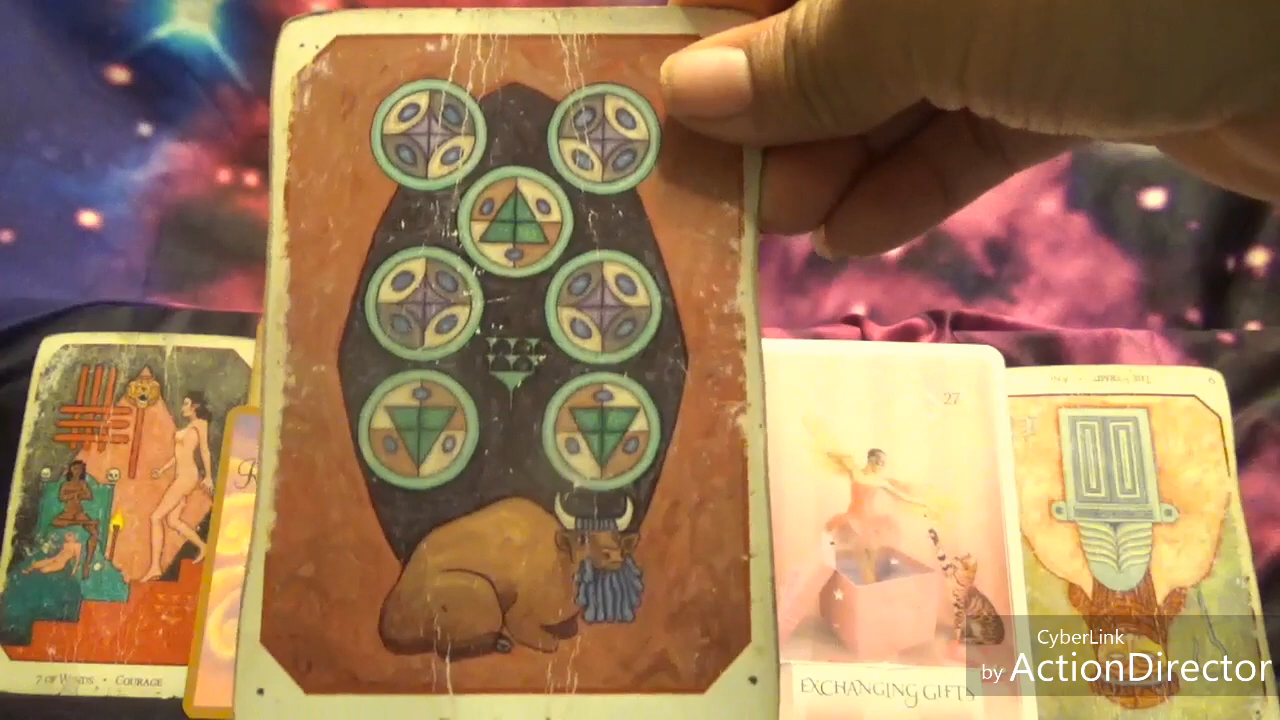 7 OF WANDS • COURAGE
27
EXCHANGING GIFTS
CyberLink
by ActionDirector